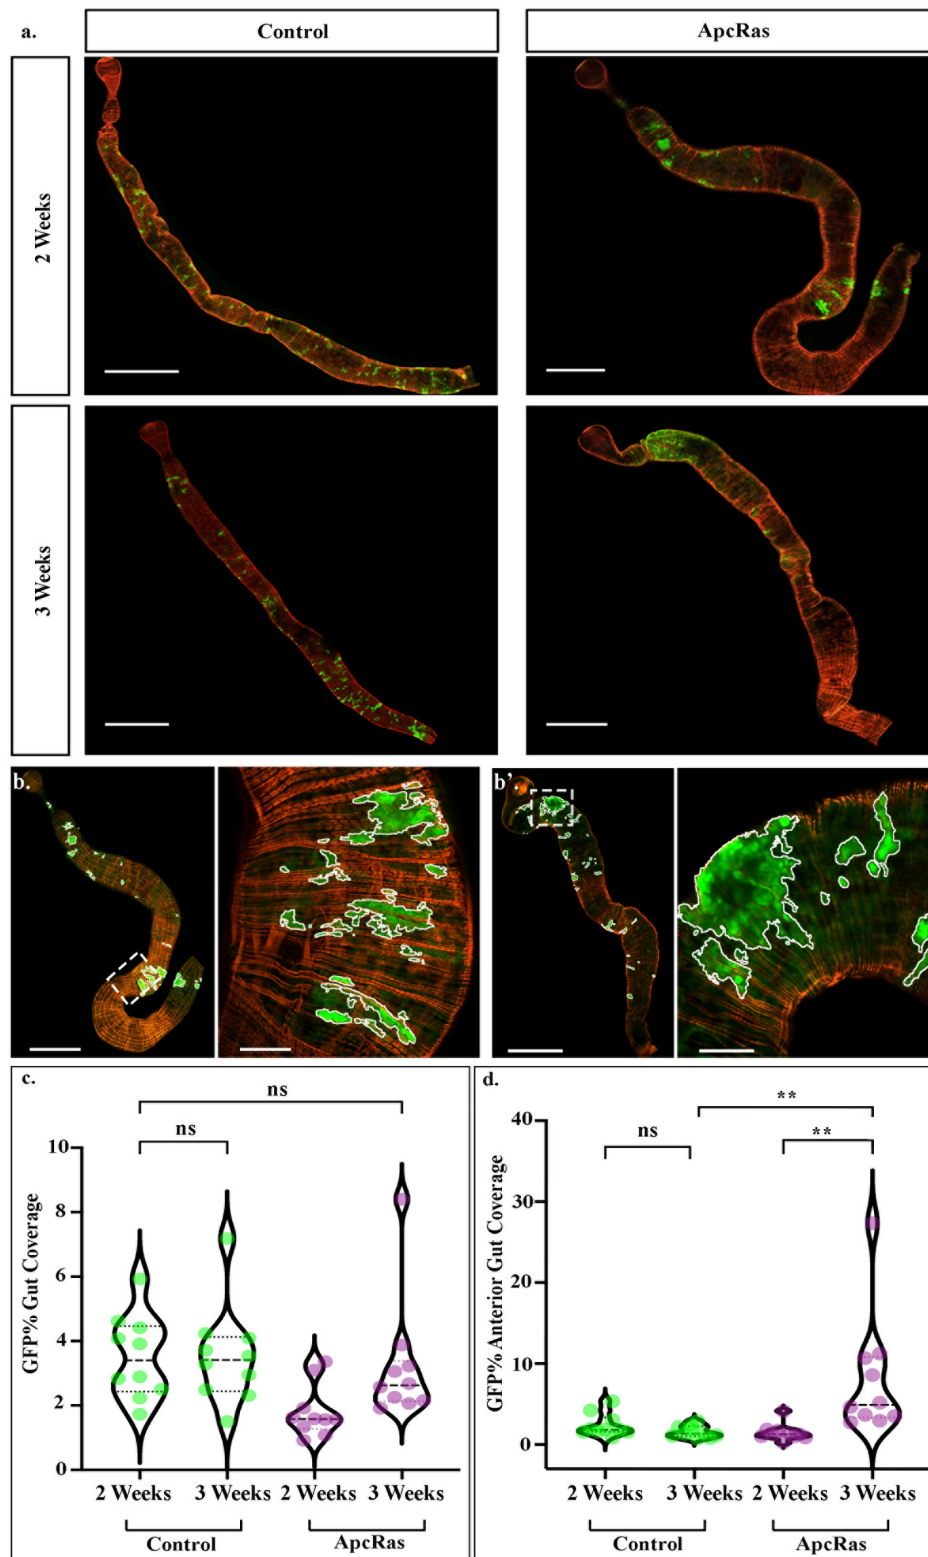 a.
Control
ApcRas
2 Weeks
3 Weeks
b.
b'
c.
ns
ns
10
8
6
4
2
0
GFP% Gut Coverage
2 Weeks
3 Weeks
2 Weeks
3 Weeks
Control
ApcRas
d.
**
ns
**
40
30
20
10
0
GFP% Anterior Gut Coverage
2 Weeks
3 Weeks
2 Weeks
3 Weeks
Control
ApcRas